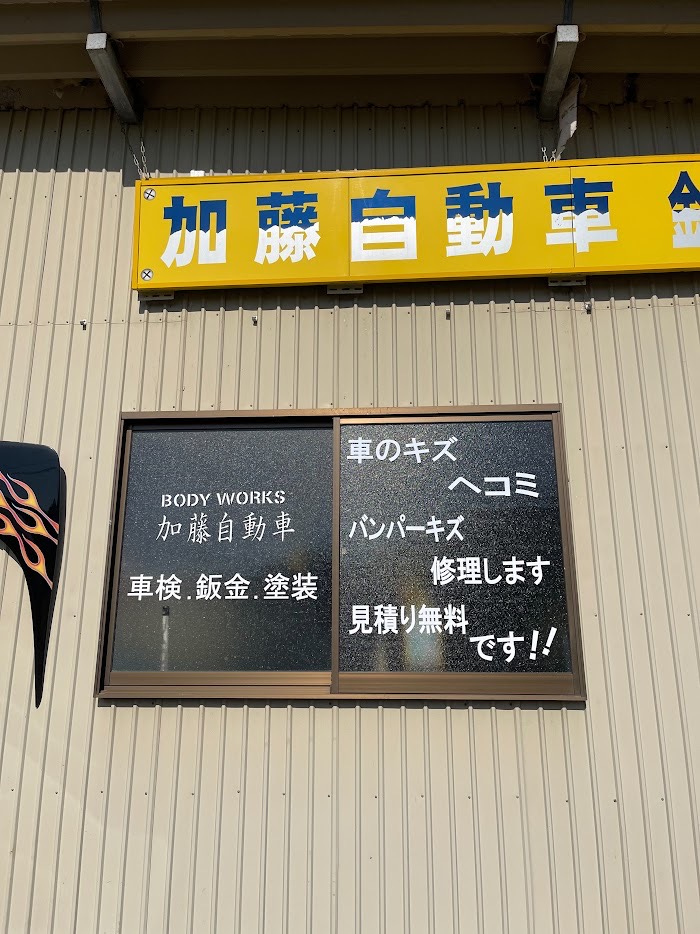 加藤自動車
BODY WORKS
加藤自動車
車検.鈑金.塗装
車のキズ
ヘコミ
バンパーキズ
修理します
見積り無料
です!!